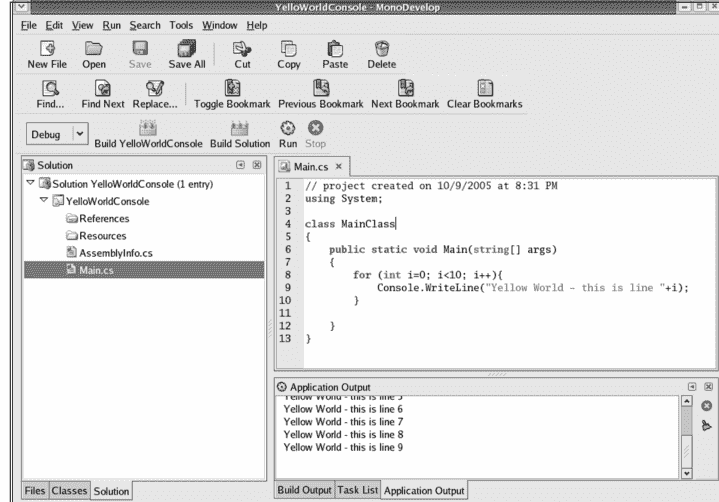 YelloWorldConsole - MonoDevelop
File Edit View Run Search Tools Window Help
New File Open Save Save All Cut Copy Paste Delete
Find... Find Next Replace... Toggle Bookmark Previous Bookmark Next Bookmark Clear Bookmarks
Debug Build YelloWorldConsole Build Solution Run Stop
Solution
Solution YelloWorldConsole (1 entry)
YelloWorldConsole
References
Resources
AssemblyInfo.cs
Main.cs
Files Classes Solution
Main.cs
1 // project created on 10/9/2005 at 8:31 PM
2 using System;
3
4 class MainClass
5 {
6 public static void Main(string[] args)
7 {
8 for (int i=0; i<10; i++){
9 Console.WriteLine("Yellow World - this is line "+i);
10 }
11
12 }
13 }
Application Output
Yellow World - this is line 5
Yellow World - this is line 6
Yellow World - this is line 7
Yellow World - this is line 8
Yellow World - this is line 9
Build Output Task List Application Output